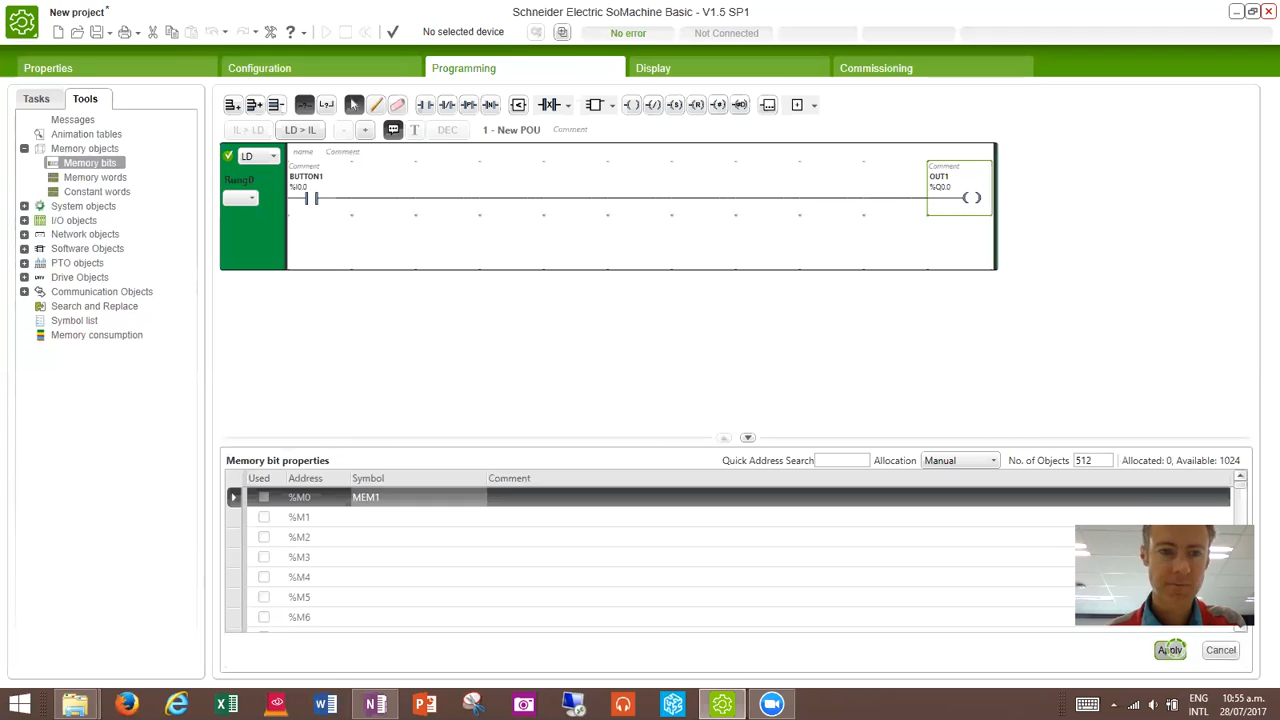 New project*
Schneider Electric SoMachine Basic - V1.5 SP1
No selected device
No error
Not Connected
Properties
Configuration
Programming
Display
Commissioning
Tasks
Tools
Messages
Animation tables
Memory objects
Memory bits
Memory words
Constant words
System objects
I/O objects
Network objects
Software Objects
PTO objects
Drive Objects
Communication Objects
Search and Replace
Symbol list
Memory consumption
IL > LD
LD > IL
-
+
T
DEC
1 - New POU
Comment
LD
name
Comment
Rung0
Comment
BUTTON1
%I0.0
Comment
OUT1
%Q0.0
Memory bit properties
Quick Address Search
Allocation
Manual
No. of Objects
512
Allocated: 0, Available: 1024
Used
Address
Symbol
Comment
%M0
MEM1
%M1
%M2
%M3
%M4
%M5
%M6
Apply
Cancel
ENG
INTL
10:55 a.m.
28/07/2017